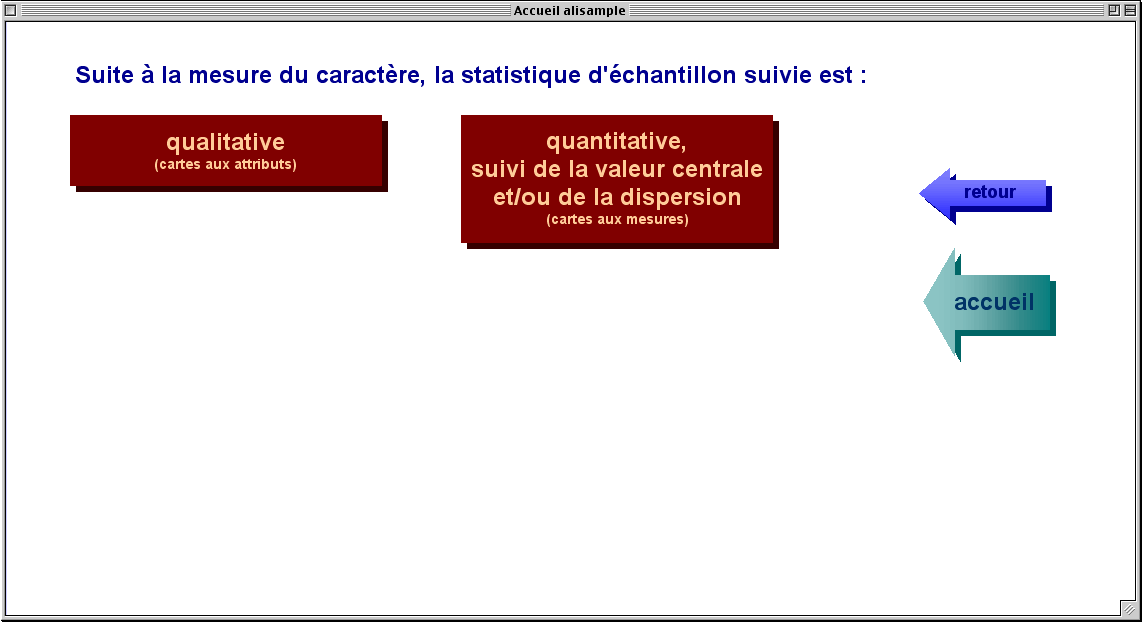 Accueil alisample
Suite à la mesure du caractère, la statistique d'échantillon suivie est :
qualitative
(cartes aux attributs)
quantitative,
suivi de la valeur centrale
et/ou de la dispersion
(cartes aux mesures)
retour
accueil